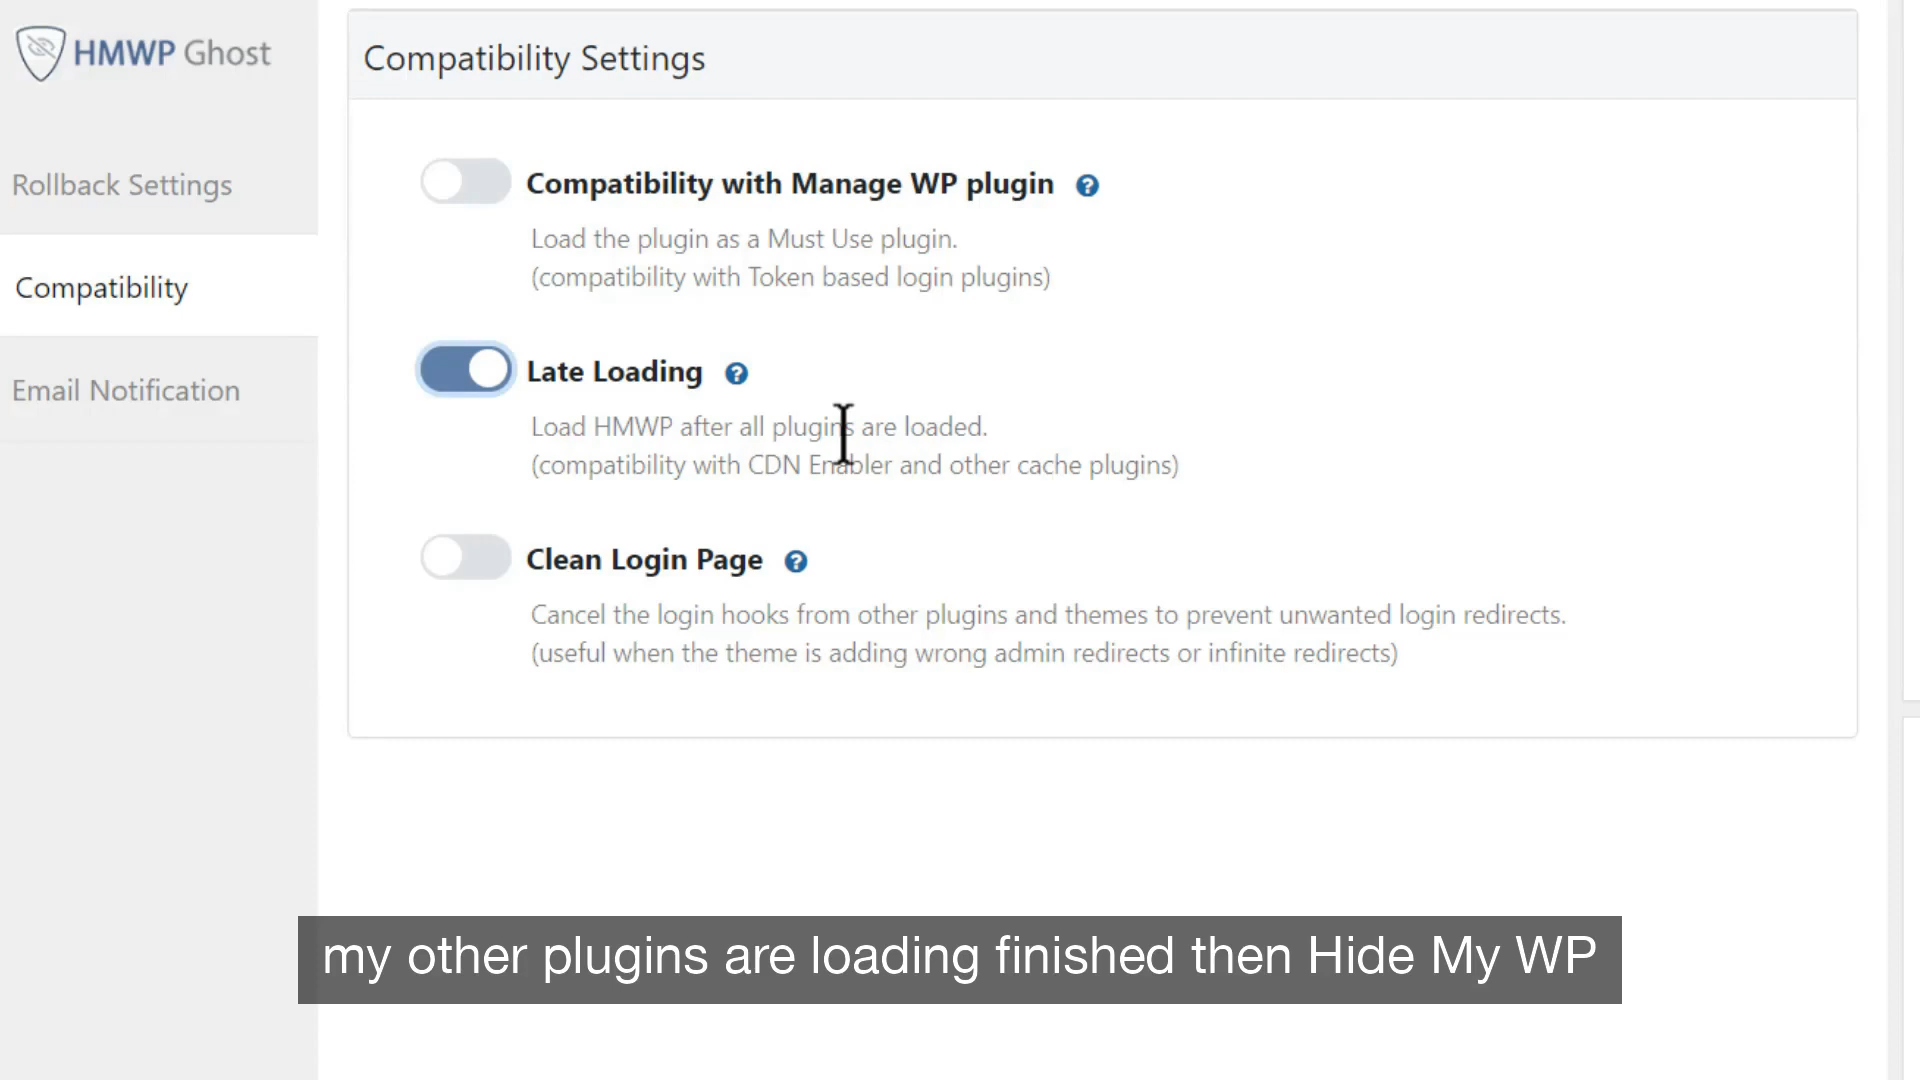 HMWP Ghost
Rollback Settings
Compatibility
Email Notification
Compatibility Settings
Compatibility with Manage WP plugin ?
Load the plugin as a Must Use plugin.
(compatibility with Token based login plugins)
Late Loading ?
Load HMWP after all plugins are loaded.
(compatibility with CDN Enabler and other cache plugins)
Clean Login Page ?
Cancel the login hooks from other plugins and themes to prevent unwanted login redirects.
(useful when the theme is adding wrong admin redirects or infinite redirects)
my other plugins are loading finished then Hide My WP